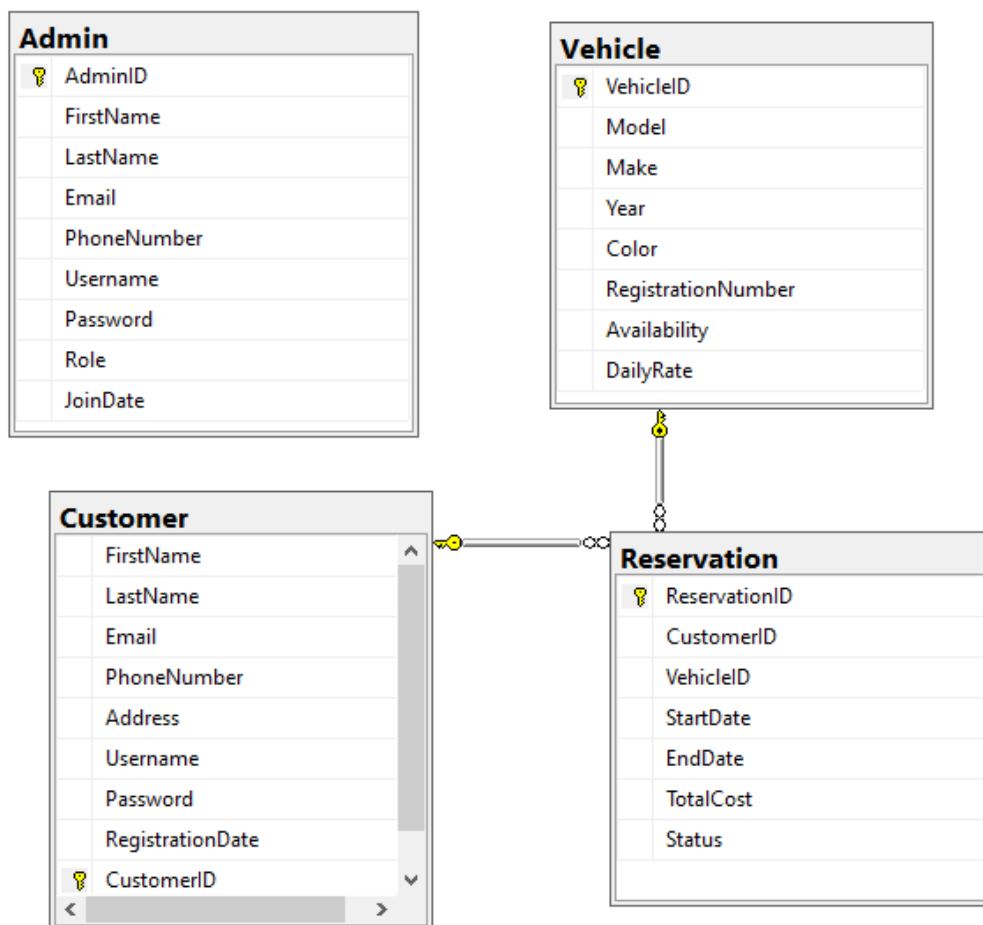 Admin
AdminID
FirstName
LastName
Email
PhoneNumber
Username
Password
Role
JoinDate
Vehicle
VehicleID
Model
Make
Year
Color
RegistrationNumber
Availability
DailyRate
Customer
FirstName
LastName
Email
PhoneNumber
Address
Username
Password
RegistrationDate
CustomerID
Reservation
ReservationID
CustomerID
VehicleID
StartDate
EndDate
TotalCost
Status